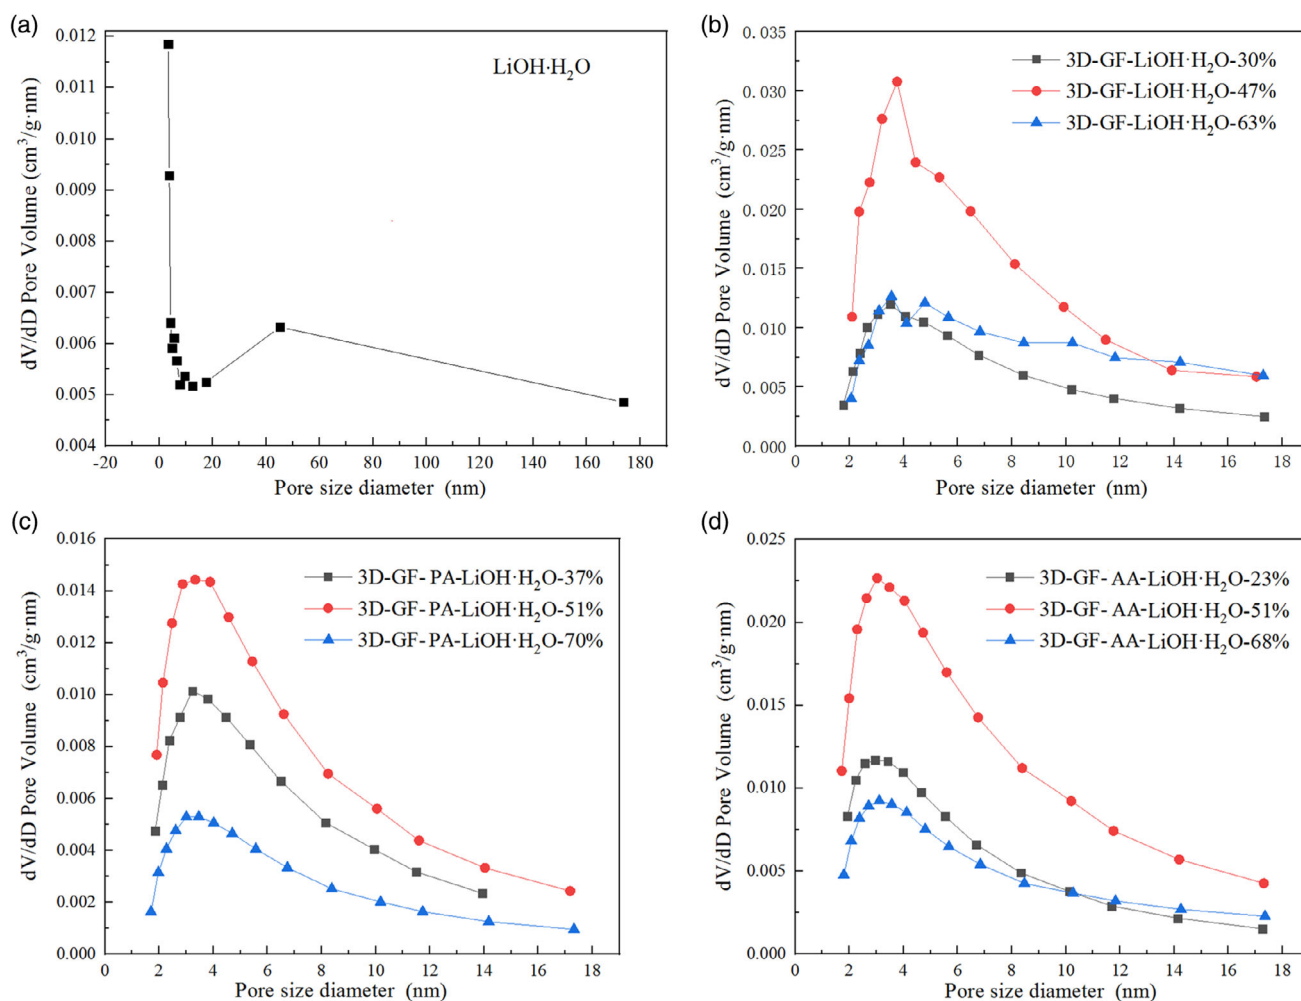 (a)
LiOH·H₂O
dV/dD Pore Volume (cm³/g·nm)
0.012
0.011
0.010
0.009
0.008
0.007
0.006
0.005
0.004
-20 0 20 40 60 80 100 120 140 160 180
Pore size diameter (nm)
(b)
3D-GF-LiOH·H₂O-30%
3D-GF-LiOH·H₂O-47%
3D-GF-LiOH·H₂O-63%
dV/dD Pore Volume (cm³/g·nm)
0.035
0.030
0.025
0.020
0.015
0.010
0.005
0.000
0 2 4 6 8 10 12 14 16 18
Pore size diameter (nm)
(c)
3D-GF-PA-LiOH·H₂O-37%
3D-GF-PA-LiOH·H₂O-51%
3D-GF-PA-LiOH·H₂O-70%
dV/dD Pore Volume (cm³/g·nm)
0.016
0.014
0.012
0.010
0.008
0.006
0.004
0.002
0.000
0 2 4 6 8 10 12 14 16 18
Pore size diameter (nm)
(d)
3D-GF-AA-LiOH·H₂O-23%
3D-GF-AA-LiOH·H₂O-51%
3D-GF-AA-LiOH·H₂O-68%
dV/dD Pore Volume (cm³/g·nm)
0.025
0.020
0.015
0.010
0.005
0.000
0 2 4 6 8 10 12 14 16 18
Pore size diameter (nm)